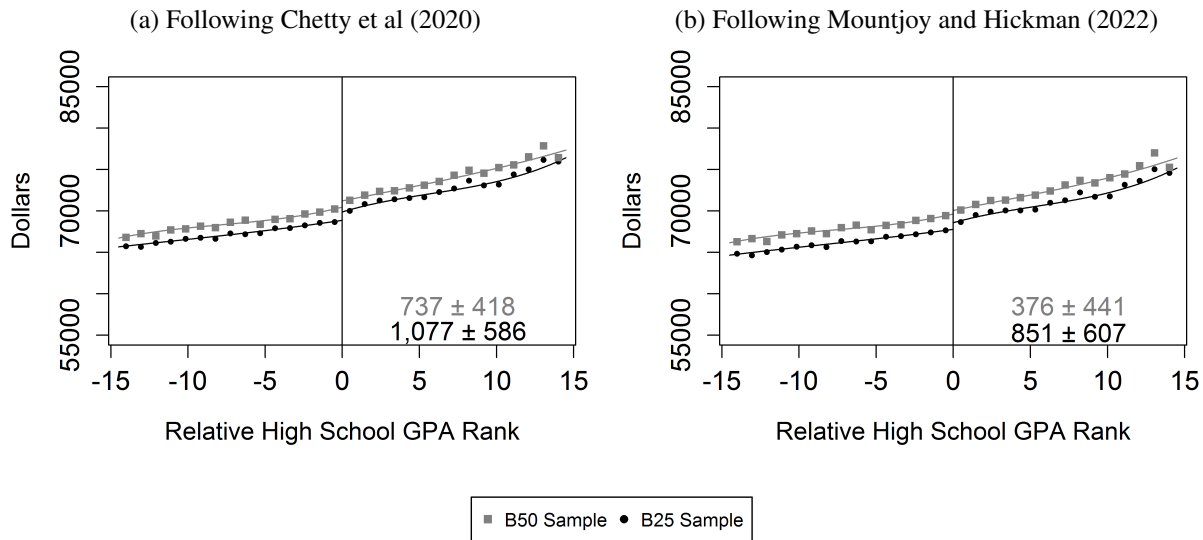 (a) Following Chetty et al (2020)
Dollars
85000
70000
55000
737 ± 418
1,077 ± 586
-15 -10 -5 0 5 10 15
Relative High School GPA Rank
(b) Following Mountjoy and Hickman (2022)
Dollars
85000
70000
55000
376 ± 441
851 ± 607
-15 -10 -5 0 5 10 15
Relative High School GPA Rank
B50 Sample B25 Sample